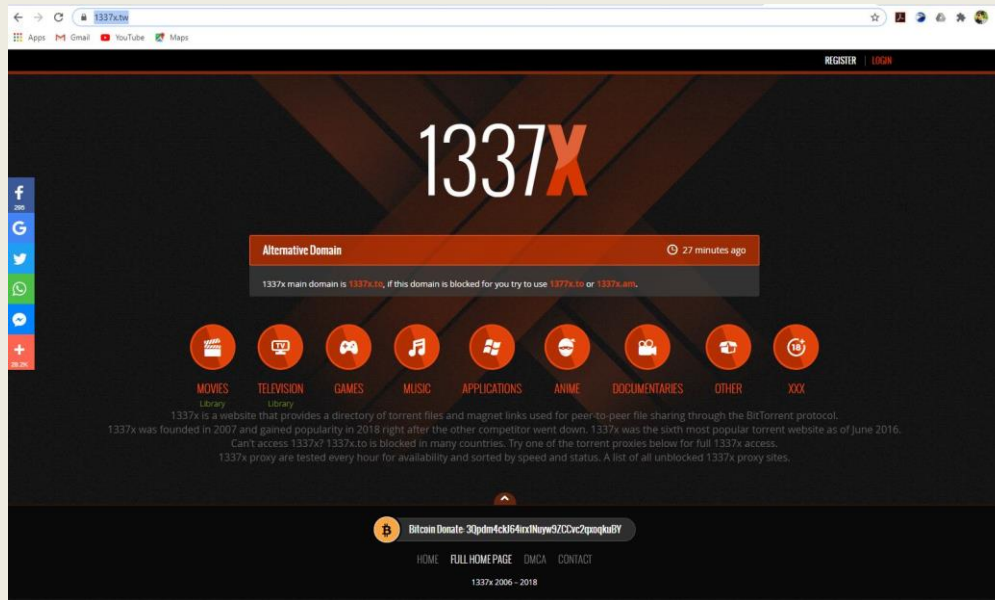 1337x.tw
Apps Gmail YouTube Maps
REGISTER | LOGIN
1337X
295
Alternative Domain 27 minutes ago
1337x main domain is 1337x.to, if this domain is blocked for you try to use 1377x.to or 1337x.am.
TV 18+
MOVIES TELEVISION GAMES MUSIC APPLICATIONS ANIME DOCUMENTARIES OTHER XXX
Library Library
1337x is a website that provides a directory of torrent files and magnet links used for peer-to-peer file sharing through the BitTorrent protocol.
1337x was founded in 2007 and gained popularity in 2018 right after the other competitor went down. 1337x was the sixth most popular torrent website as of June 2016.
Can't access 1337x? 1337x.to is blocked in many countries. Try one of the torrent proxies below for full 1337x access.
1337x proxy are tested every hour for availability and sorted by speed and status. A list of all unblocked 1337x proxy sites.
Bitcoin Donate:
HOME FULL HOME PAGE DMCA CONTACT
1337x 2006 – 2018